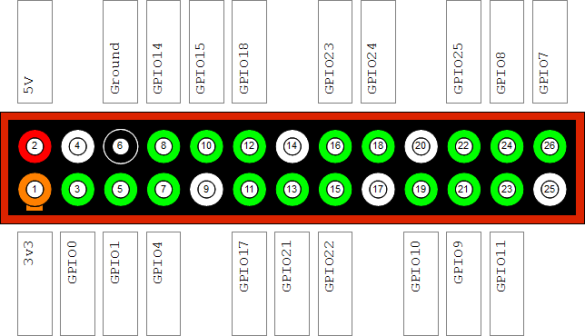 5V
Ground
GPIO14
GPIO15
GPIO18
GPIO23
GPIO24
GPIO25
GPIO8
GPIO7
2 4 6 8 10 12 14 16 18 20 22 24 26
1 3 5 7 9 11 13 15 17 19 21 23 25
3v3
GPIO0
GPIO1
GPIO4
GPIO17
GPIO21
GPIO22
GPIO10
GPIO9
GPIO11